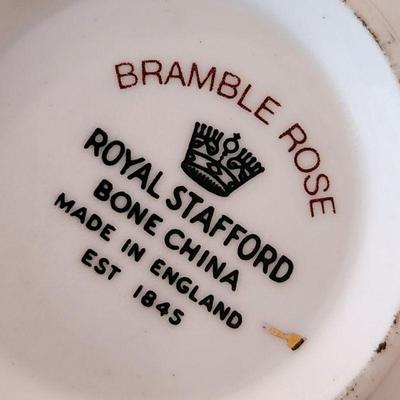 BRAMBLE ROSE
ROYAL STAFFORD
BONE CHINA
MADE IN ENGLAND
EST 1845